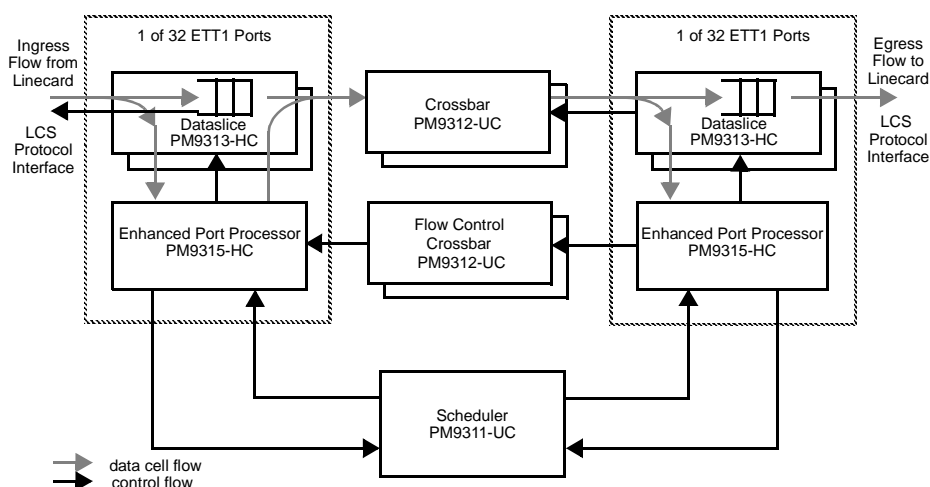 1 of 32 ETT1 Ports
1 of 32 ETT1 Ports
Ingress
Flow from
Linecard
LCS
Protocol
Interface
Dataslice
PM9313-HC
Crossbar
PM9312-UC
Dataslice
PM9313-HC
Egress
Flow to
Linecard
LCS
Protocol
Interface
Enhanced Port Processor
PM9315-HC
Flow Control
Crossbar
PM9312-UC
Enhanced Port Processor
PM9315-HC
Scheduler
PM9311-UC
data cell flow
control flow